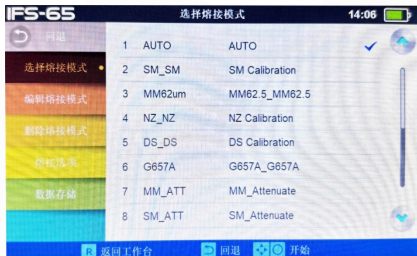 IFS-65 选择熔接模式 14:06
回退
选择熔接模式
编辑熔接模式
删除熔接模式
数据存储
1 AUTO AUTO
2 SM_SM SM Calibration
3 MM62um MM62.5_MM62.5
4 NZ_NZ NZ Calibration
5 DS_DS DS Calibration
6 G657A G657A_G657A
7 MM_ATT MM_Attenuate
8 SM_ATT SM_Attenuate
R 返回工作台 回退 开始